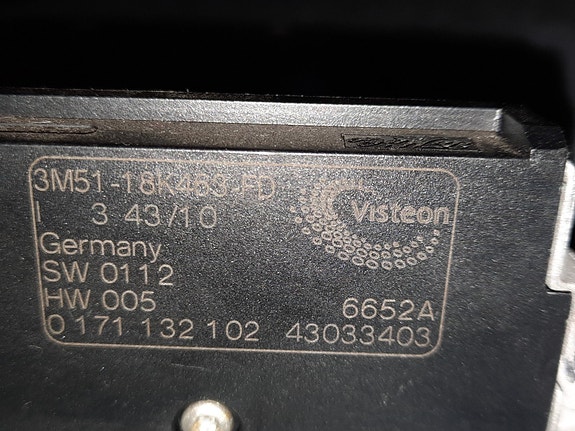 3M51-18K463-FD
Visteon
I 3 43/10
Germany
SW 0112
HW 005
6652A
0 171 132 102 43033403